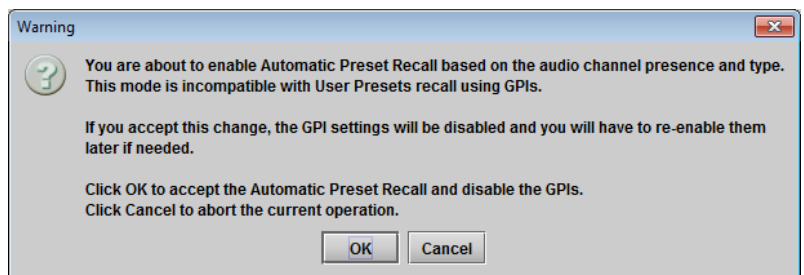 Warning
You are about to enable Automatic Preset Recall based on the audio channel presence and type.
This mode is incompatible with User Presets recall using GPIs.
If you accept this change, the GPI settings will be disabled and you will have to re-enable them
later if needed.
Click OK to accept the Automatic Preset Recall and disable the GPIs.
Click Cancel to abort the current operation.
OK Cancel